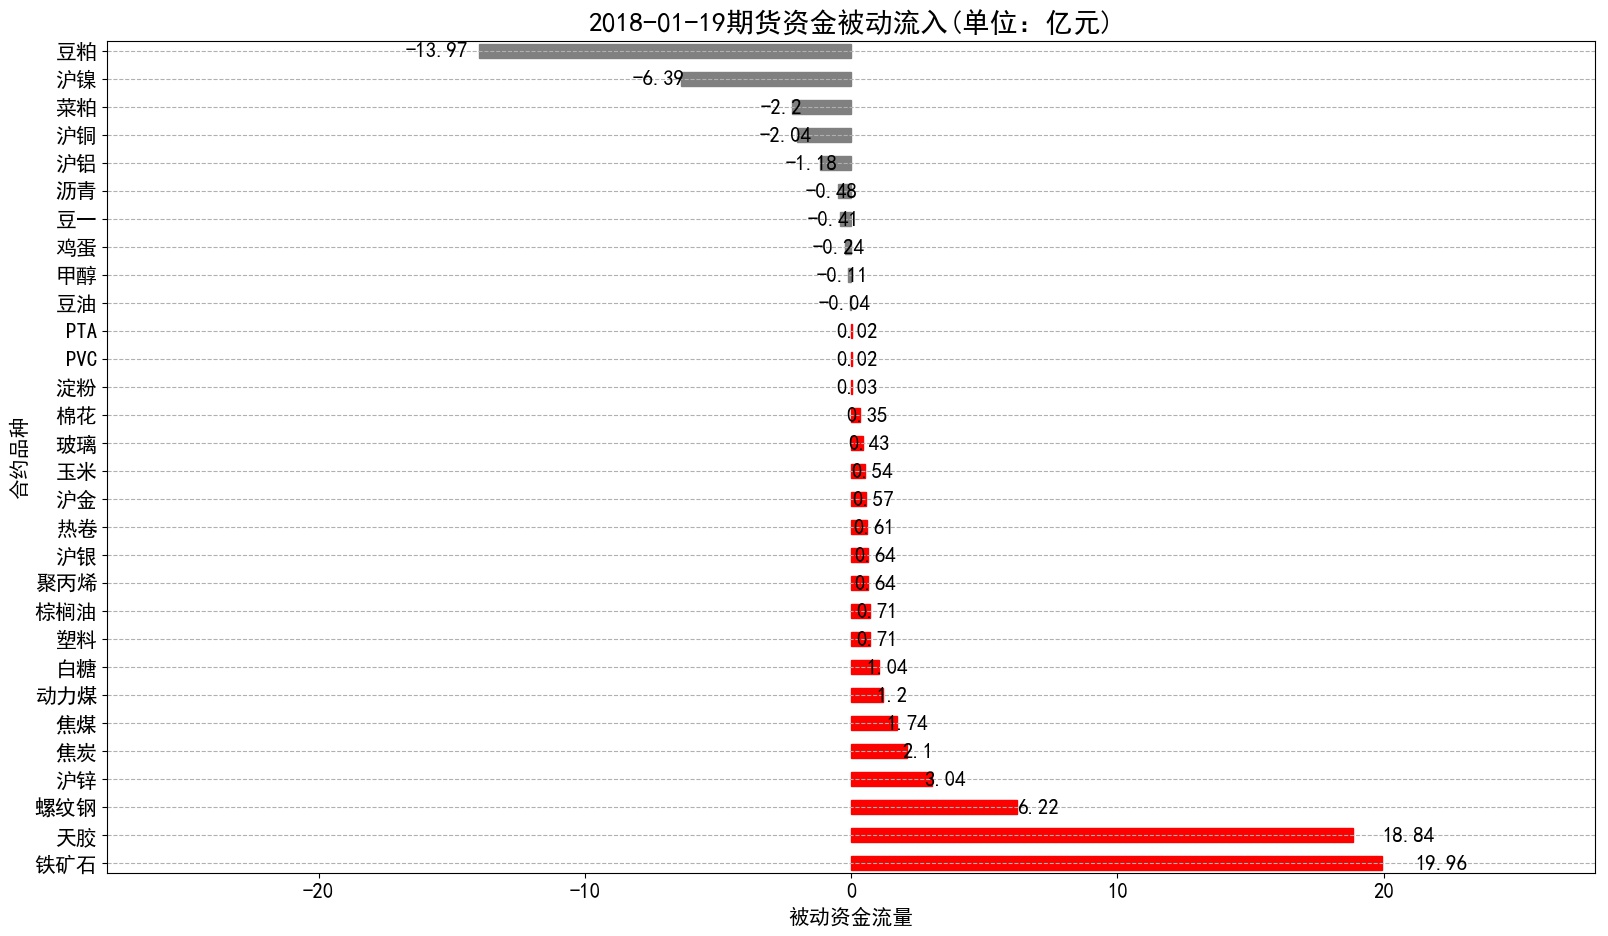 2018-01-19期货资金被动流入(单位：亿元)
合约品种
豆粕 -13.97
沪镍 -6.39
菜粕 -2.2
沪铜 -2.04
沪铝 -1.18
沥青 -0.48
豆一 -0.41
鸡蛋 -0.24
甲醇 -0.11
豆油 -0.04
PTA 0.02
PVC 0.02
淀粉 0.03
棉花 0.35
玻璃 0.43
玉米 0.54
沪金 0.57
热卷 0.61
沪银 0.64
聚丙烯 0.64
棕榈油 0.71
塑料 0.71
白糖 1.04
动力煤 1.2
焦煤 1.74
焦炭 2.1
沪锌 3.04
螺纹钢 6.22
天胶 18.84
铁矿石 19.96
-20 -10 0 10 20
被动资金流量